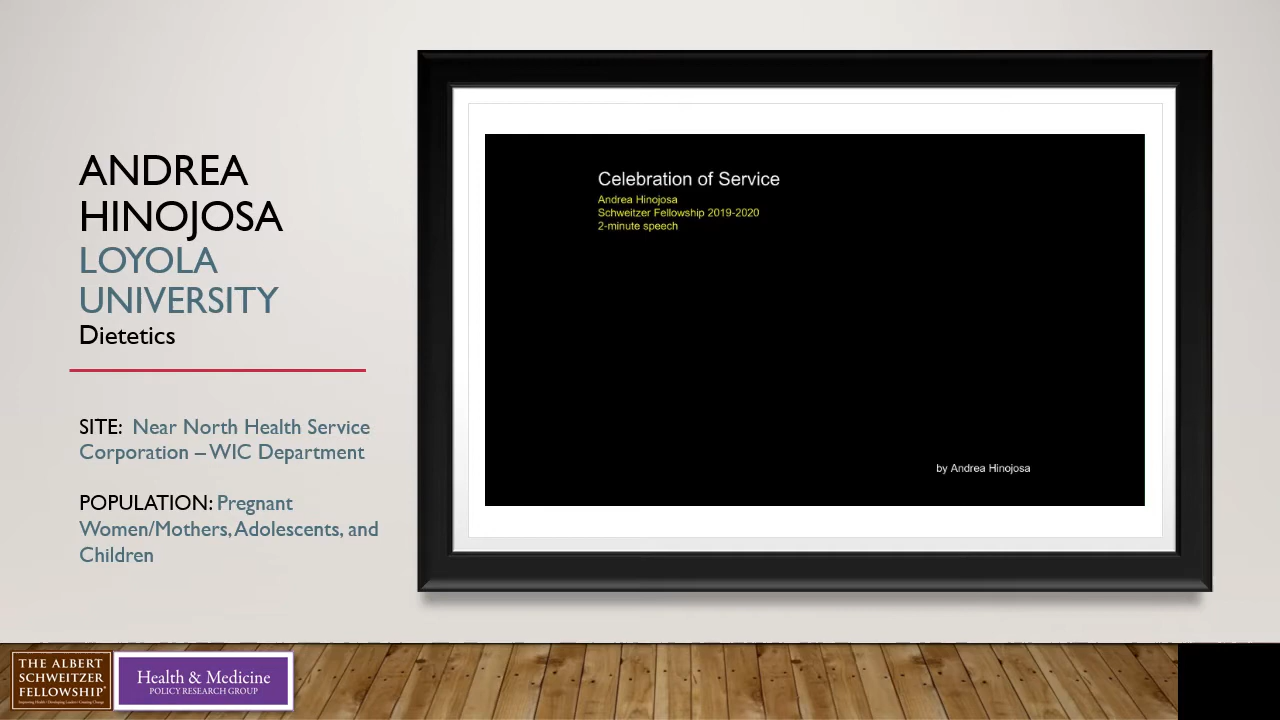 ANDREA
HINOJOSA
LOYOLA
UNIVERSITY
Dietetics
SITE: Near North Health Service
Corporation – WIC Department
POPULATION: Pregnant
Women/Mothers, Adolescents, and
Children
Celebration of Service
Andrea Hinojosa
Schweitzer Fellowship 2019-2020
2-minute speech
by Andrea Hinojosa
THE ALBERT
SCHWEITZER
FELLOWSHIP
Health & Medicine
POLICY RESEARCH GROUP